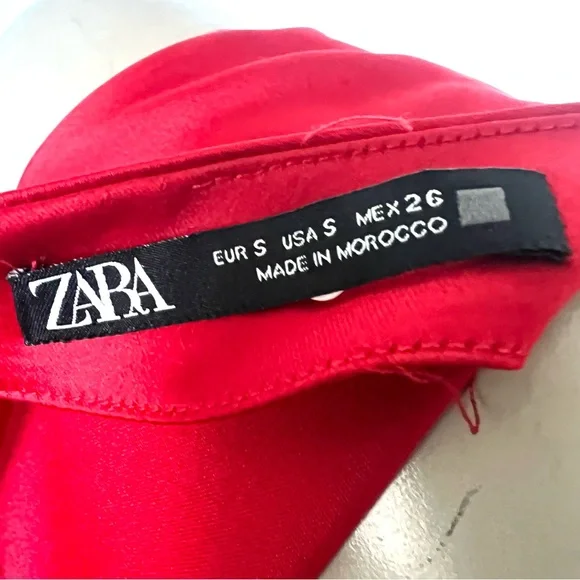 ZARA
EUR S USA S MEX 26
MADE IN MOROCCO